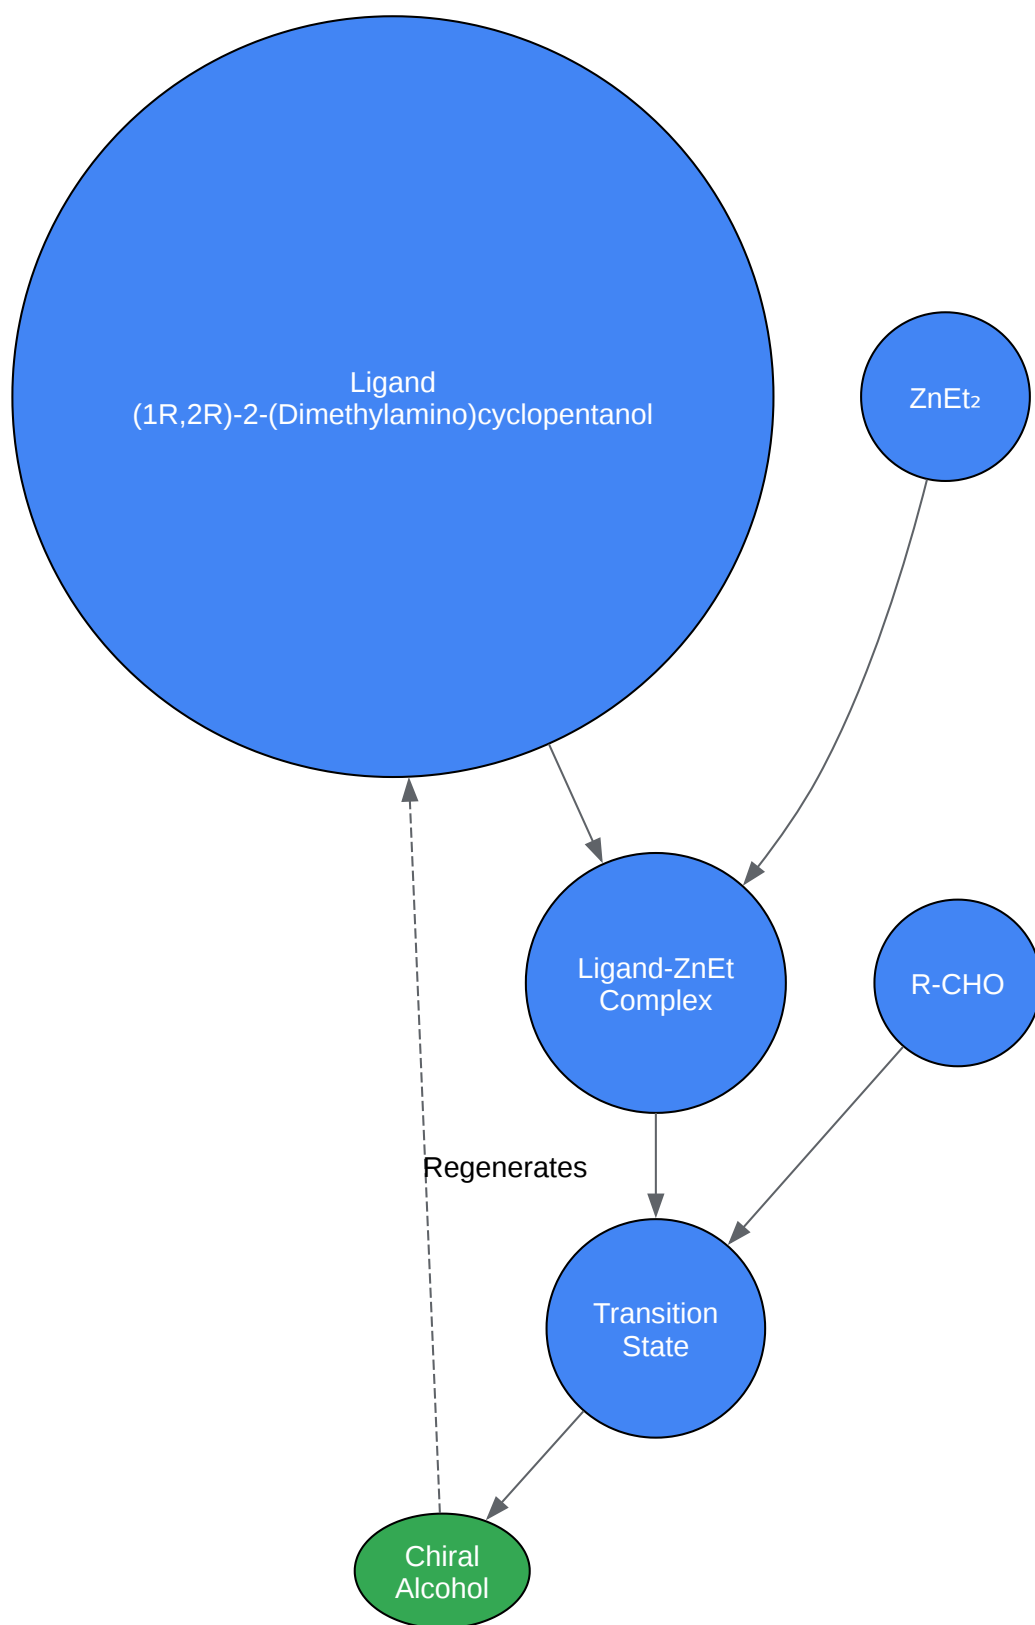 Ligand
(1R,2R)-2-(Dimethylamino)cyclopentanol
ZnEt₂
Ligand-ZnEt
Complex
R-CHO
Regenerates
Transition
State
Chiral
Alcohol